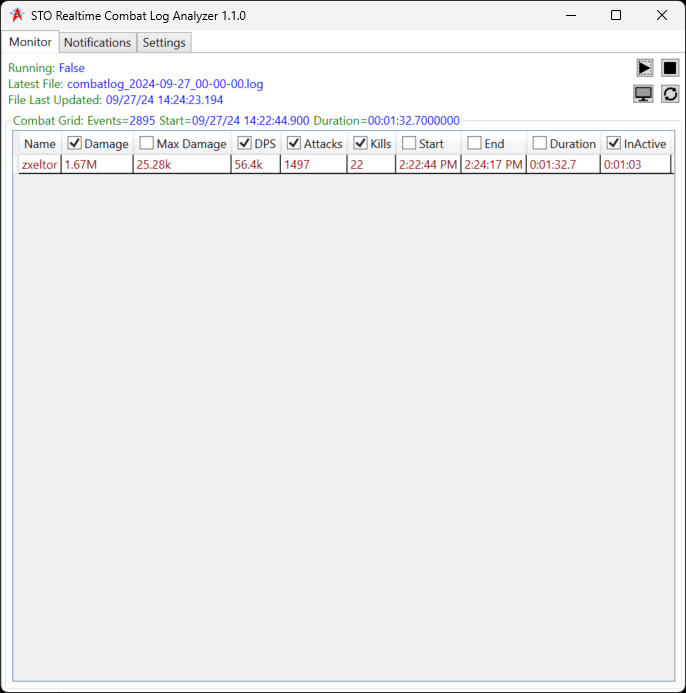 STO Realtime Combat Log Analyzer 1.1.0
Monitor Notifications Settings
Running: False
Latest File: combatlog_2024-09-27_00-00-00.log
File Last Updated: 09/27/24 14:24:23.194
Combat Grid: Events=2895 Start=09/27/24 14:22:44.900 Duration=00:01:32.7000000
Name Damage Max Damage DPS Attacks Kills Start End Duration InActive
zxeltor 1.67M 25.28k 56.4k 1497 22 2:22:44 PM 2:24:17 PM 0:01:32.7 0:01:03